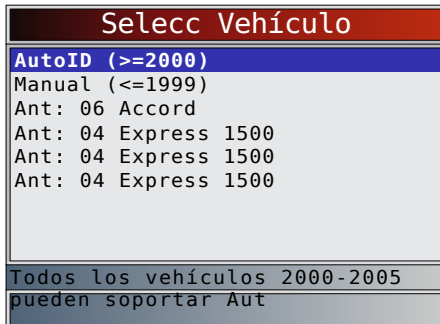 Selecc Vehículo
AutoID (>=2000)
Manual (<=1999)
Ant: 06 Accord
Ant: 04 Express 1500
Ant: 04 Express 1500
Ant: 04 Express 1500
Todos los vehículos 2000-2005
pueden soportar Aut